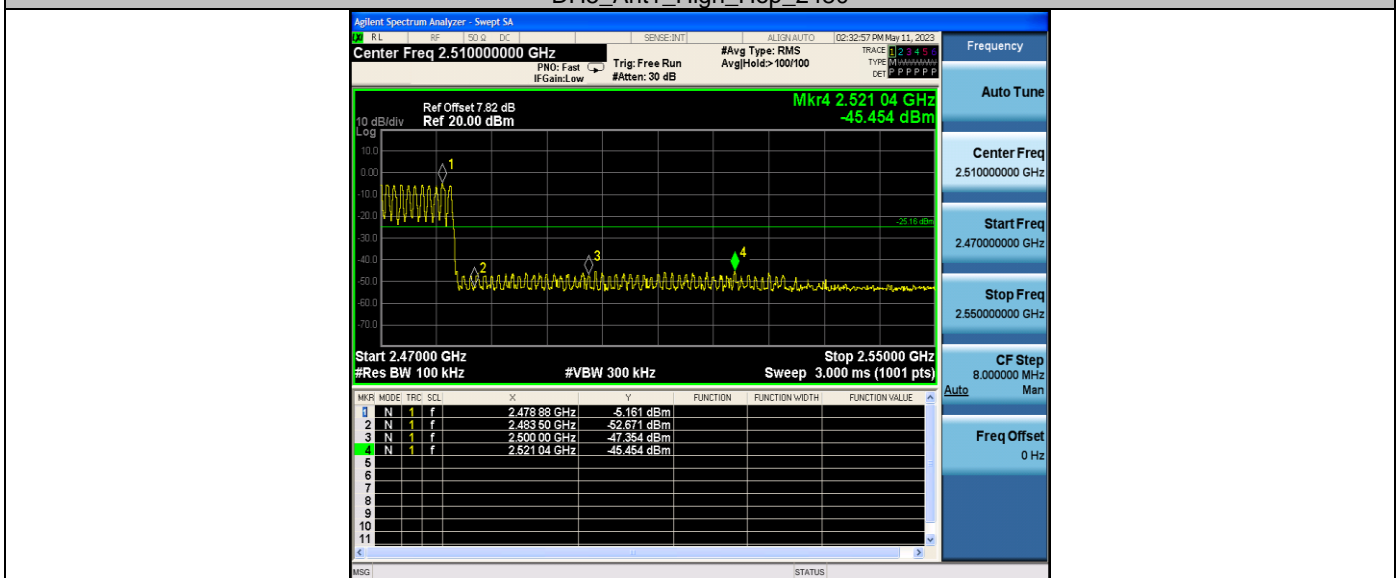 DH5_Ant1_High_Hop_2480
Agilent Spectrum Analyzer - Swept SA
RL RF 50 Ω DC SENSE:INT ALIGN AUTO 02:32:57 PM May 11, 2023
Center Freq 2.510000000 GHz
PNO: Fast
IFGain:Low
Trig: Free Run
#Atten: 30 dB
#Avg Type: RMS
Avg|Hold:>100/100
TRACE 1 2 3 4 5 6
TYPE M
DET P P P P P P
Ref Offset 7.82 dB
10 dB/div Ref 20.00 dBm
Log
Mkr4 2.521 04 GHz
-45.454 dBm
10.0
0.00
-10.0
-20.0
-30.0
-40.0
-50.0
-60.0
-70.0
1
2
3
4
-25.16 dBm
Start 2.47000 GHz Stop 2.55000 GHz
#Res BW 100 kHz #VBW 300 kHz Sweep 3.000 ms (1001 pts)
MKR MODE TRC SCL X Y FUNCTION FUNCTION WIDTH FUNCTION VALUE
1 N 1 f 2.478 88 GHz -5.161 dBm
2 N 1 f 2.483 50 GHz -52.671 dBm
3 N 1 f 2.500 00 GHz -47.354 dBm
4 N 1 f 2.521 04 GHz -45.454 dBm
5
6
7
8
9
10
11
MSG STATUS
Frequency
Auto Tune
Center Freq
2.510000000 GHz
Start Freq
2.470000000 GHz
Stop Freq
2.550000000 GHz
CF Step
8.000000 MHz
Auto Man
Freq Offset
0 Hz